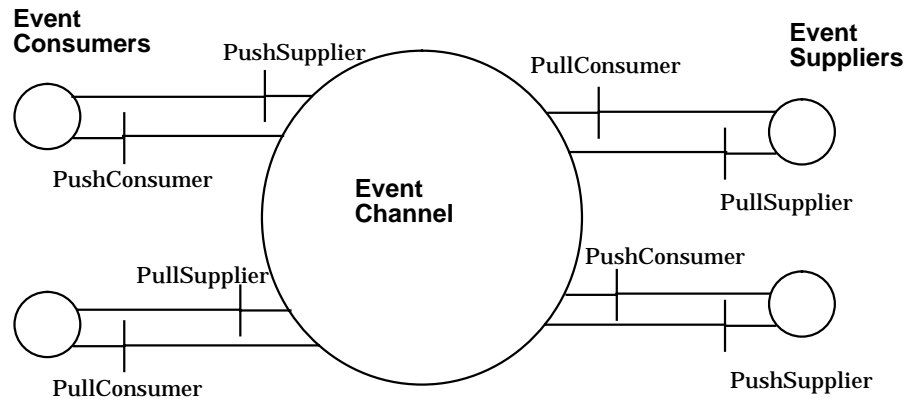 Event
Consumers
PushSupplier
PullConsumer
Event
Suppliers
PushConsumer
Event
Channel
PullSupplier
PullSupplier
PushConsumer
PullConsumer
PushSupplier